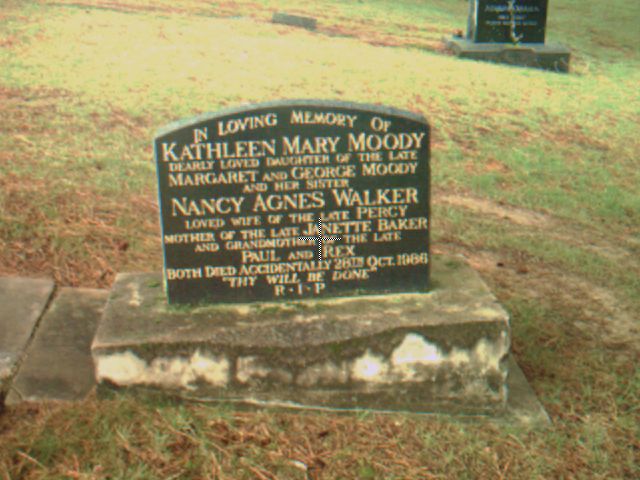 IN LOVING MEMORY OF
KATHLEEN MARY MOODY
DEARLY LOVED DAUGHTER OF THE LATE
MARGARET AND GEORGE MOODY
AND HER SISTER
NANCY AGNES WALKER
LOVED WIFE OF THE LATE PERCY
MOTHER OF THE LATE JANETTE BAKER
AND GRANDMOTHER THE LATE
PAUL AND REX
BOTH DIED ACCIDENTALLY 28TH OCT. 1986
"THY WILL BE DONE"
R·I·P